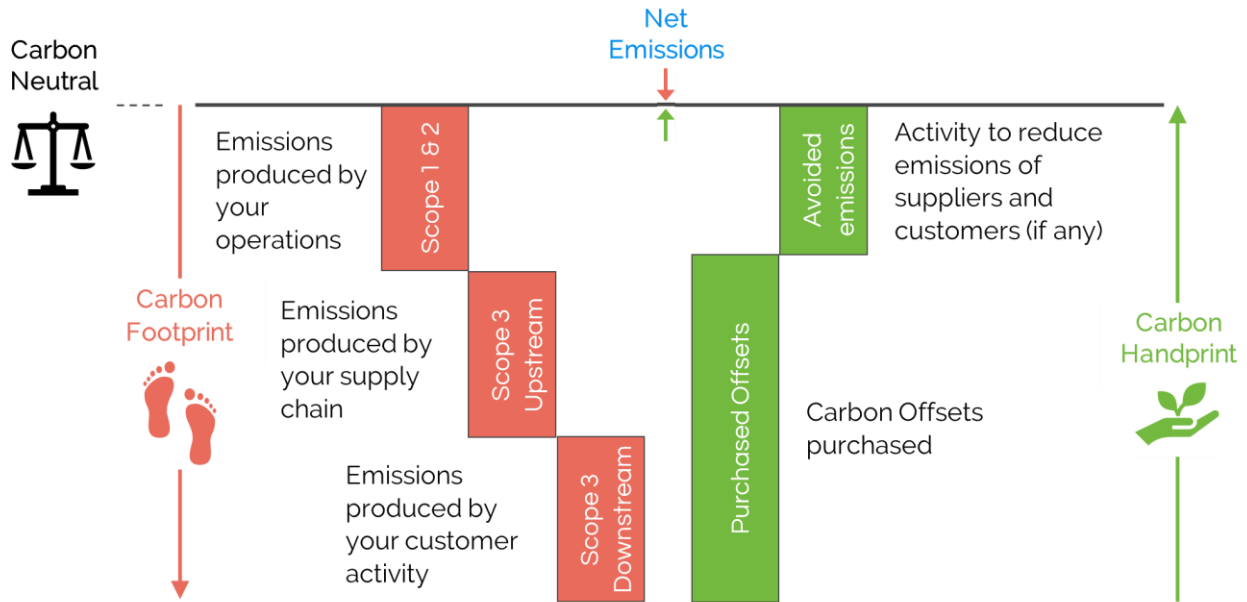 Carbon
Neutral
Net
Emissions
Emissions
produced by
your
operations
Scope 1 & 2
Avoided
emissions
Activity to reduce
emissions of
suppliers and
customers (if any)
Carbon
Footprint
Emissions
produced by
your supply
chain
Scope 3
Upstream
Purchased Offsets
Carbon Offsets
purchased
Carbon
Handprint
Emissions
produced by
your customer
activity
Scope 3
Downstream